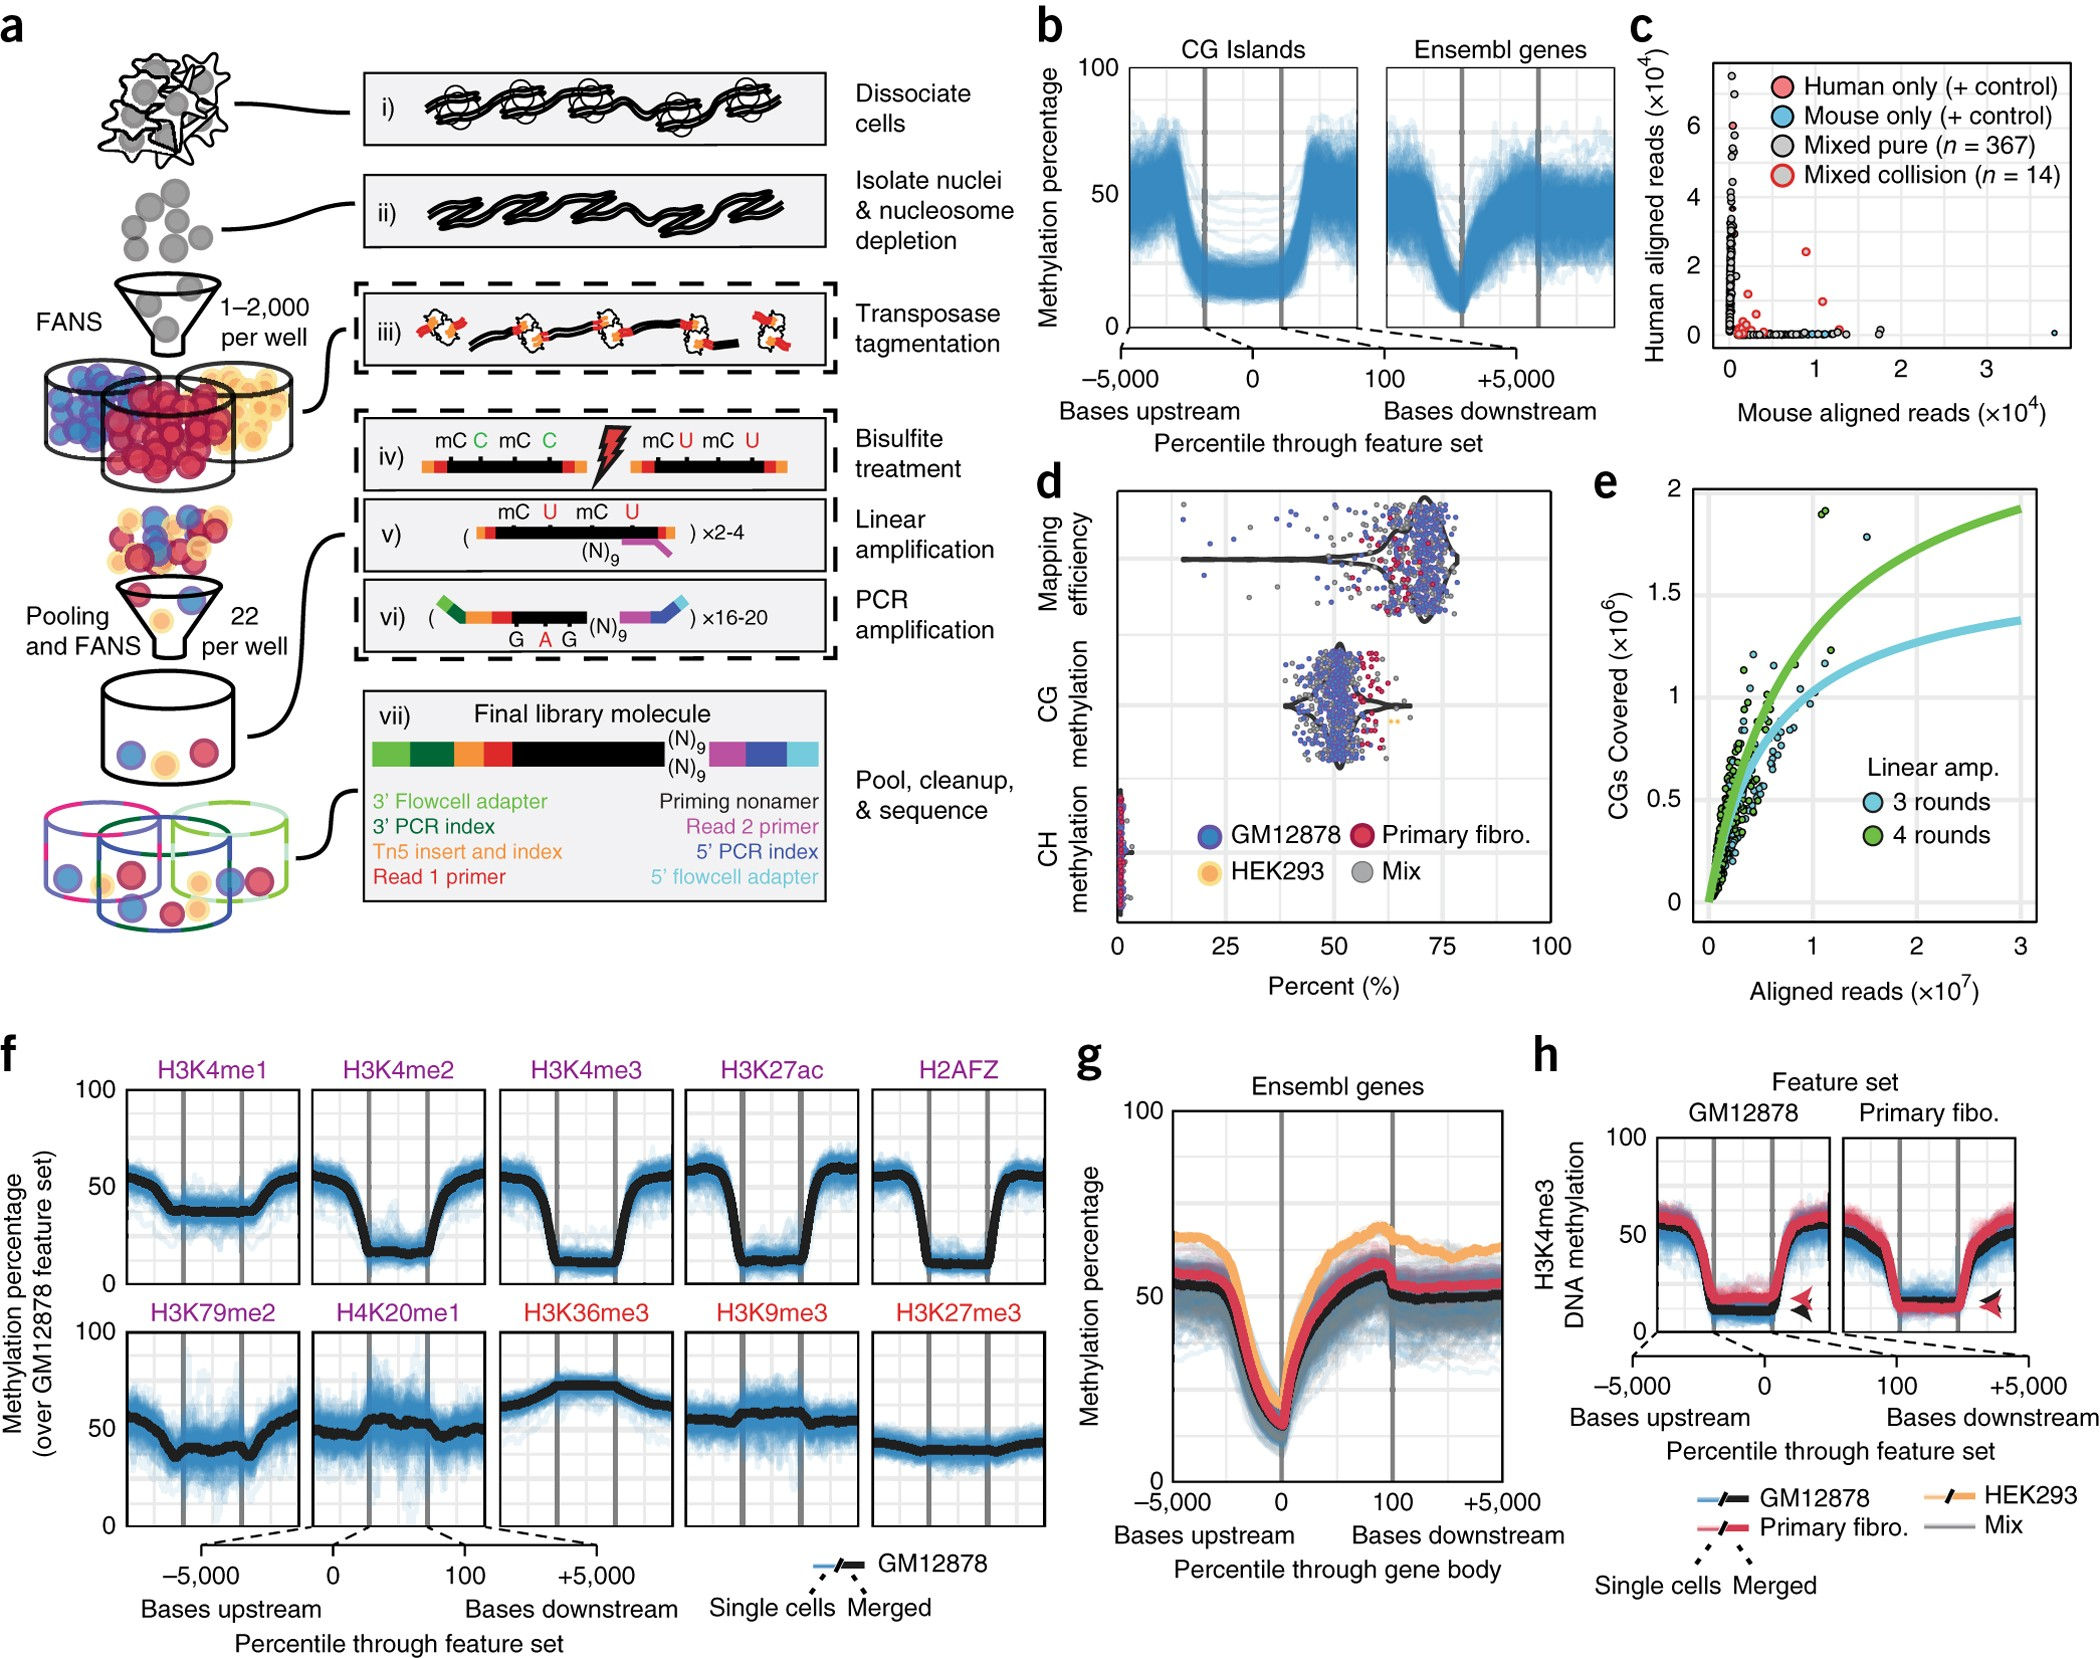 a
i)
Dissociate
cells
ii)
Isolate nuclei
& nucleosome
depletion
FANS
1–2,000
per well
iii)
Transposase
tagmentation
iv)
mC C mC C
mC U mC U
Bisulfite
treatment
v)
mC U mC U
( (N)9 ) ×2-4
Linear
amplification
Pooling
and FANS
22
per well
vi)
( (N)9 ) ×16-20
G A G
PCR
amplification
vii) Final library molecule
(N)9
(N)9
3’ Flowcell adapter
3’ PCR index
Tn5 insert and index
Read 1 primer
Priming nonamer
Read 2 primer
5’ PCR index
5’ flowcell adapter
Pool, cleanup,
& sequence
b
CG Islands
Ensembl genes
Methylation percentage
100
50
0
–5,000 0 100 +5,000
Bases upstream
Bases downstream
Percentile through feature set
c
Human aligned reads (×104)
6
4
2
0
Human only (+ control)
Mouse only (+ control)
Mixed pure (n = 367)
Mixed collision (n = 14)
0 1 2 3
Mouse aligned reads (×104)
d
Mapping
efficiency
CG
methylation
CH
methylation
GM12878
Primary fibro.
HEK293
Mix
0 25 50 75 100
Percent (%)
e
CGs Covered (×106)
2
1.5
1
0.5
0
Linear amp.
3 rounds
4 rounds
0 1 2 3
Aligned reads (×107)
f
Methylation percentage
(over GM12878 feature set)
H3K4me1
H3K4me2
H3K4me3
H3K27ac
H2AFZ
100
50
0
H3K79me2
H4K20me1
H3K36me3
H3K9me3
H3K27me3
100
50
0
–5,000 0 100 +5,000
Bases upstream
Bases downstream
Percentile through feature set
GM12878
Single cells Merged
g
Ensembl genes
Methylation percentage
100
50
0
–5,000 0 100 +5,000
Bases upstream
Bases downstream
Percentile through gene body
h
Feature set
GM12878
Primary fibo.
H3K4me3
DNA methylation
100
50
0
–5,000 0 100 +5,000
Bases upstream
Bases downstream
Percentile through feature set
GM12878
HEK293
Primary fibro.
Mix
Single cells Merged